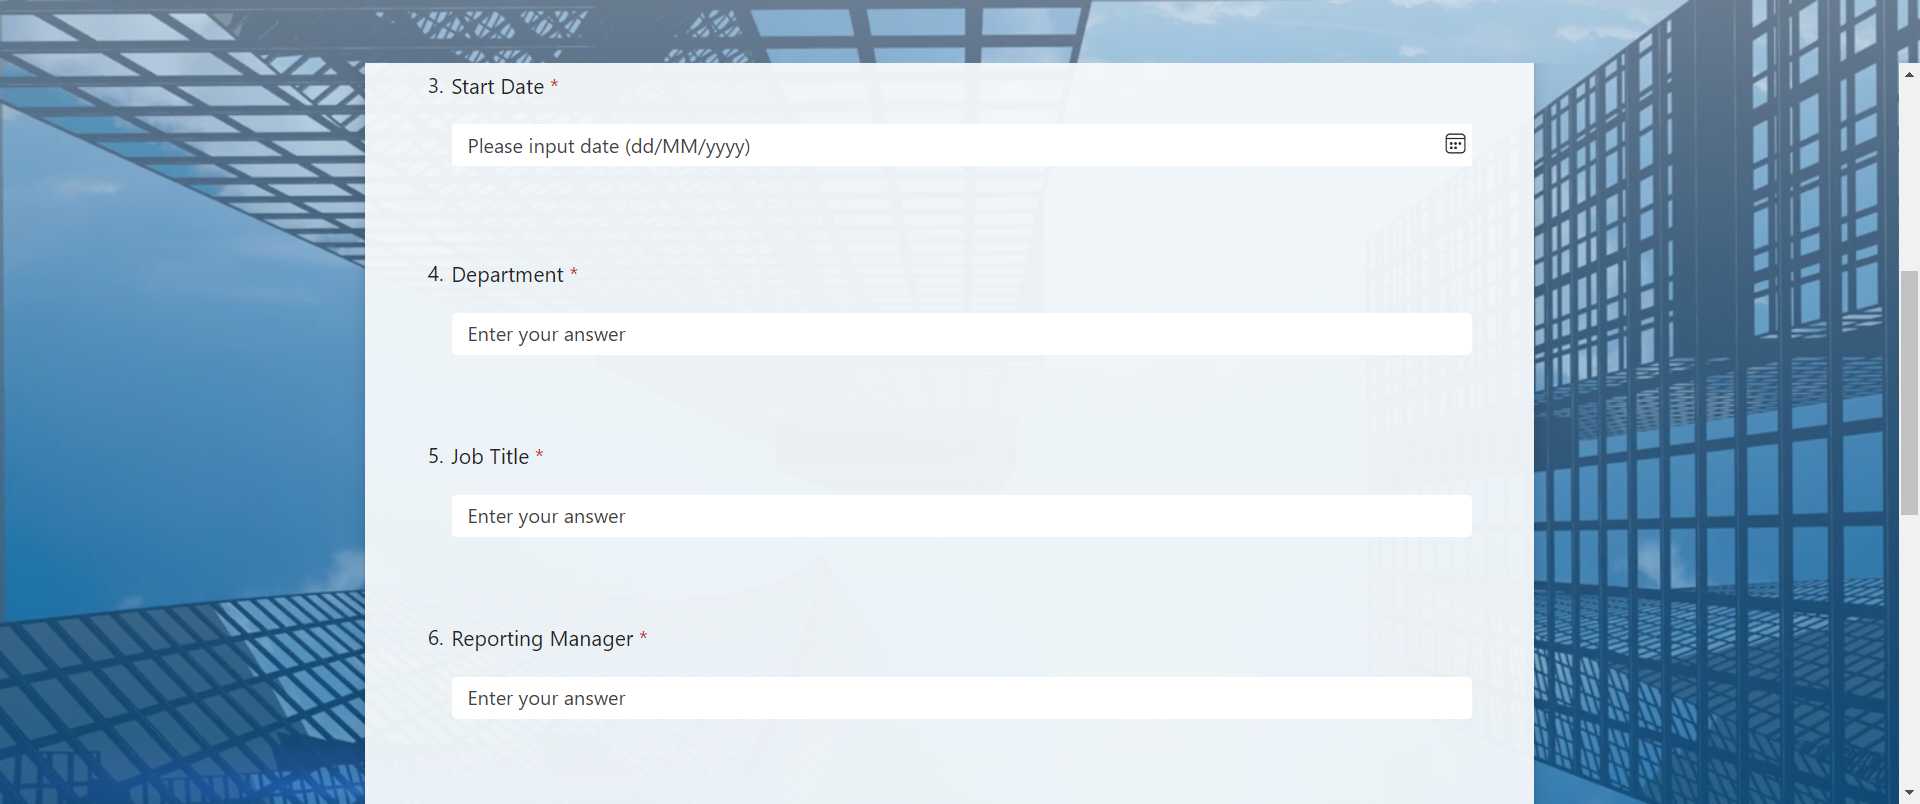 3. Start Date *
Please input date (dd/MM/yyyy)
4. Department *
Enter your answer
5. Job Title *
Enter your answer
6. Reporting Manager *
Enter your answer